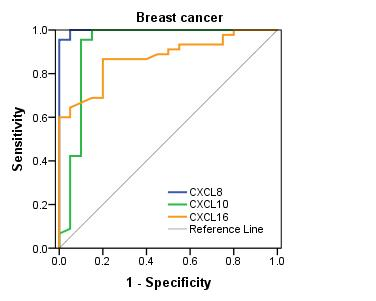 Breast cancer
1.0
0.8
0.6
0.4
0.2
0.0
Sensitivity
CXCL8
CXCL10
CXCL16
Reference Line
0.0 0.2 0.4 0.6 0.8 1.0
1 - Specificity